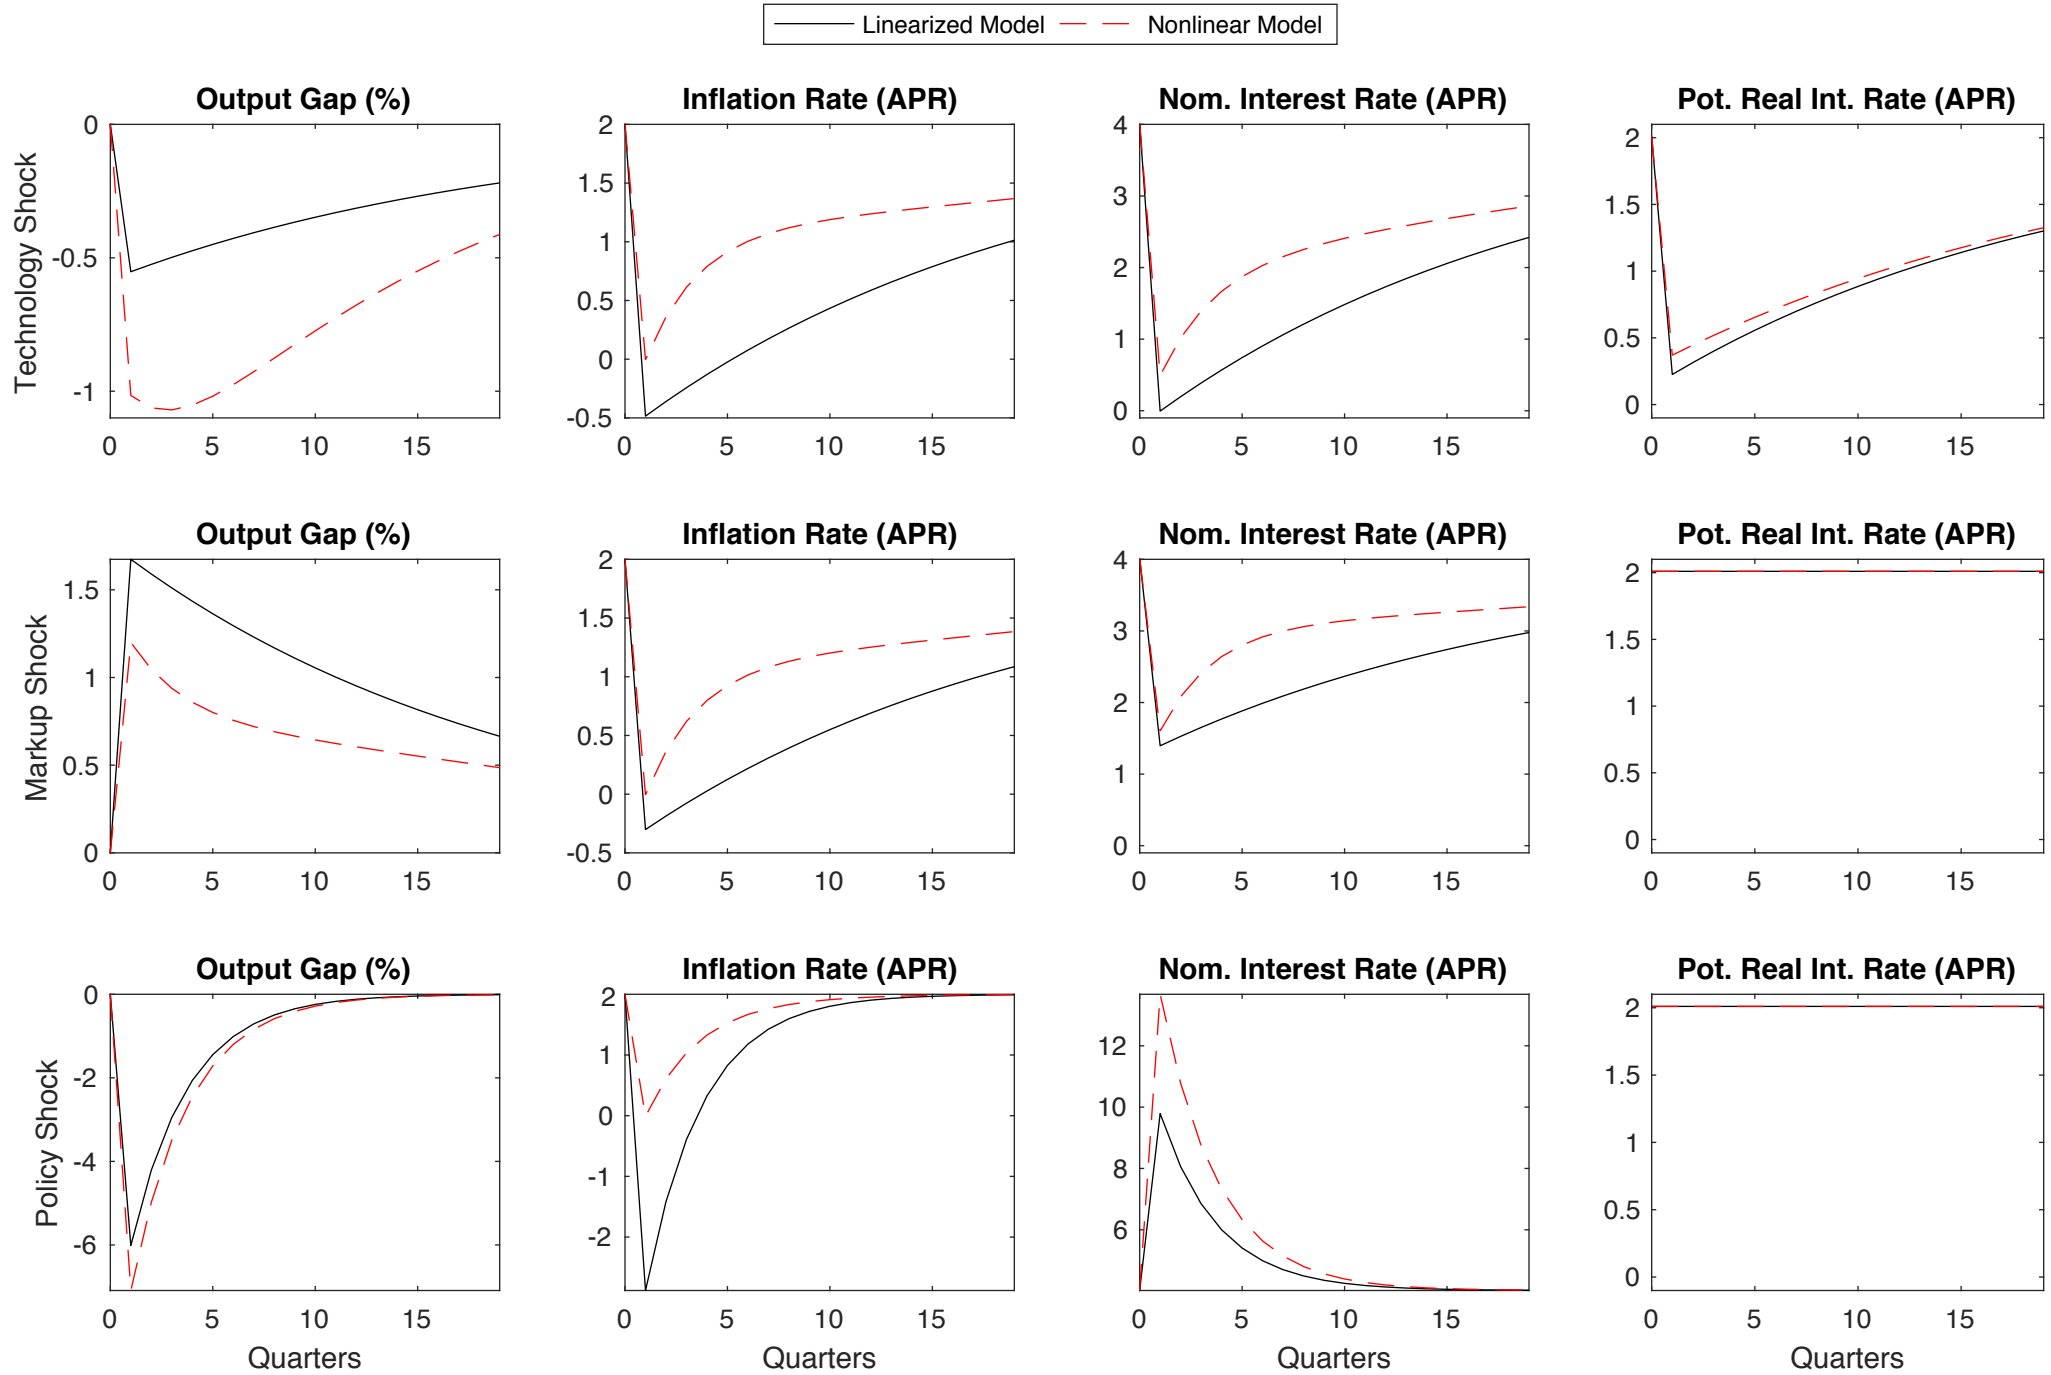 Linearized Model Nonlinear Model
Output Gap (%) Inflation Rate (APR) Nom. Interest Rate (APR) Pot. Real Int. Rate (APR)
Technology Shock
0 -0.5 -1
0 5 10 15
2 1.5 1 0.5 0 -0.5
0 5 10 15
4 3 2 1 0
0 5 10 15
2 1.5 1 0.5 0
0 5 10 15
Output Gap (%) Inflation Rate (APR) Nom. Interest Rate (APR) Pot. Real Int. Rate (APR)
Markup Shock
1.5 1 0.5 0
0 5 10 15
2 1.5 1 0.5 0 -0.5
0 5 10 15
4 3 2 1 0
0 5 10 15
2 1.5 1 0.5 0
0 5 10 15
Output Gap (%) Inflation Rate (APR) Nom. Interest Rate (APR) Pot. Real Int. Rate (APR)
Policy Shock
0 -2 -4 -6
0 5 10 15
2 1 0 -1 -2
0 5 10 15
12 10 8 6
0 5 10 15
2 1.5 1 0.5 0
0 5 10 15
Quarters Quarters Quarters Quarters